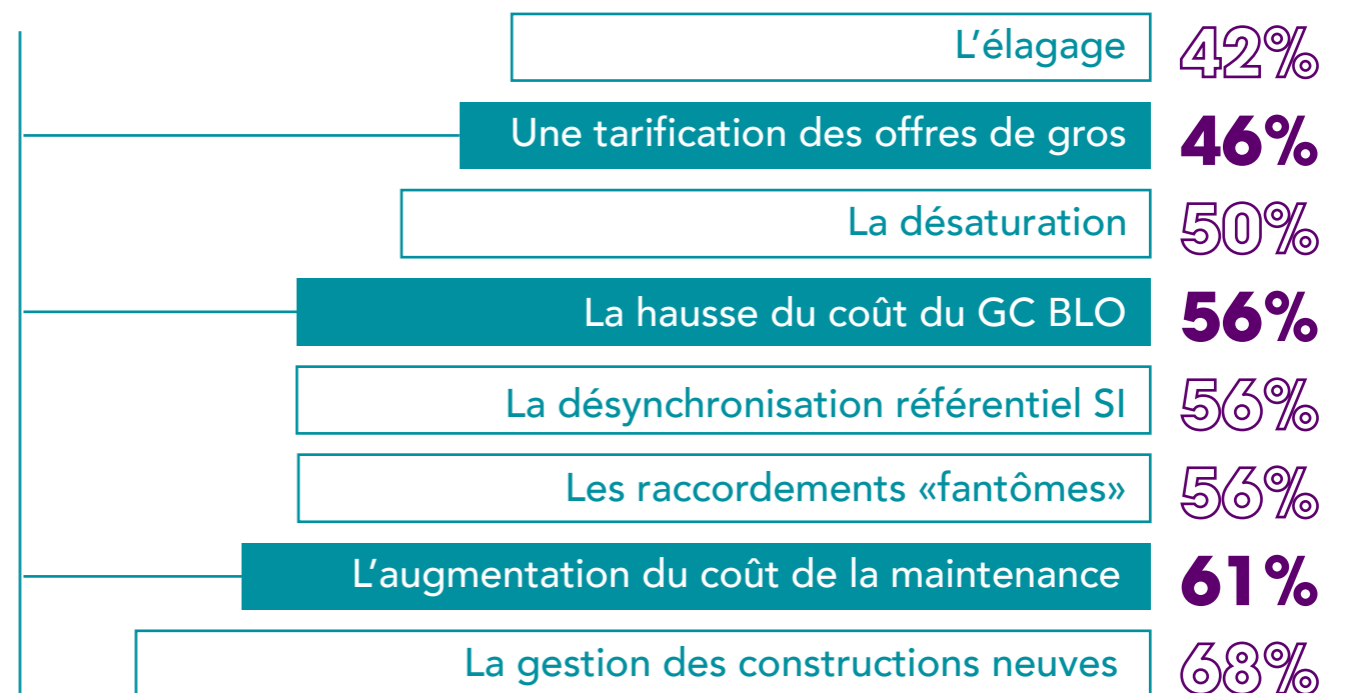 L’élagage 42%
Une tarification des offres de gros 46%
La désaturation 50%
La hausse du coût du GC BLO 56%
La désynchronisation référentiel SI 56%
Les raccordements «fantômes» 56%
L’augmentation du coût de la maintenance 61%
La gestion des constructions neuves 68%